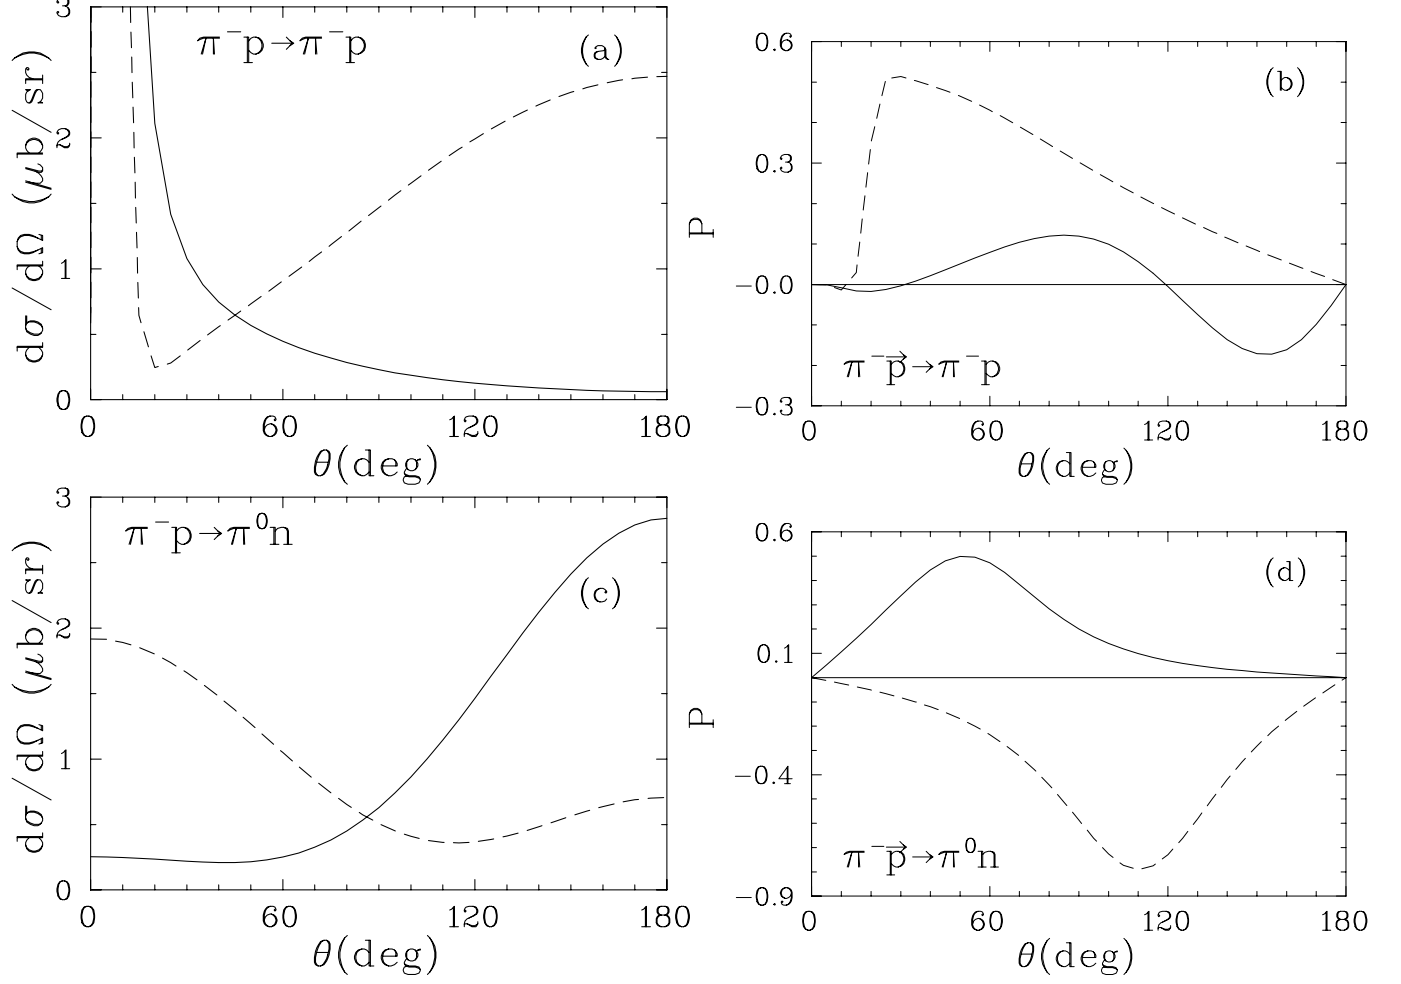 3
π⁻p→π⁻p
(a)
2
1
0
dσ/dΩ (μb/sr)
0 60 120 180
θ(deg)
0.6
(b)
0.3
P
−0.0
π⁻p⃗→π⁻p
−0.3
0 60 120 180
θ(deg)
3
π⁻p→π⁰n
(c)
2
1
0
dσ/dΩ (μb/sr)
0 60 120 180
θ(deg)
0.6
(d)
0.1
P
−0.4
π⁻p⃗→π⁰n
−0.9
0 60 120 180
θ(deg)